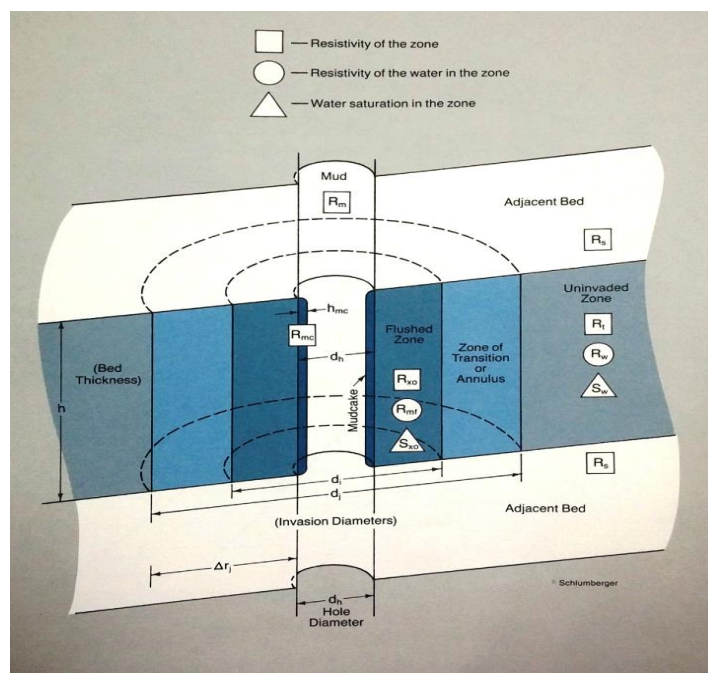 — Resistivity of the zone
— Resistivity of the water in the zone
— Water saturation in the zone
Mud
Rm
Adjacent Bed
Rs
Uninvaded
Zone
Rt
Rw
Sw
hmc
Rmc
dh
Flushed
Zone
Rxo
Rmf
Sxo
Zone of
Transition
or
Annulus
(Bed
Thickness)
h
Mudcake
Rs
di
dj
(Invasion Diameters)
Adjacent Bed
Δrj
dh
Hole
Diameter
© Schlumberger